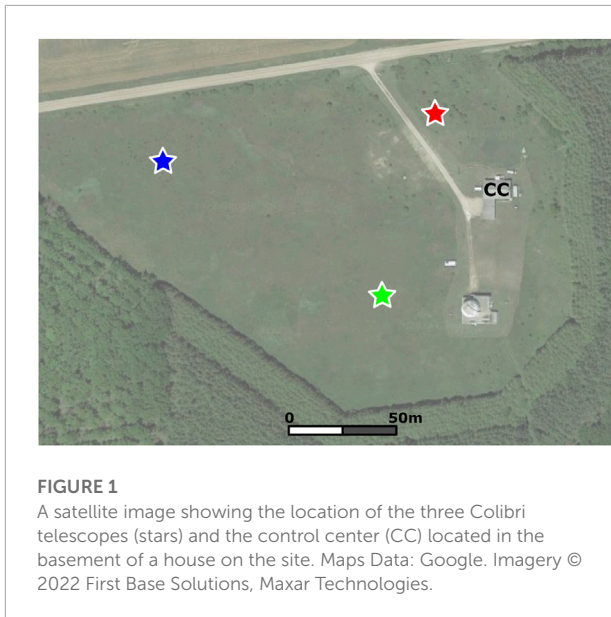 CC
0
50m
FIGURE 1
A satellite image showing the location of the three Colibri
telescopes (stars) and the control center (CC) located in the
basement of a house on the site. Maps Data: Google. Imagery ©
2022 First Base Solutions, Maxar Technologies.